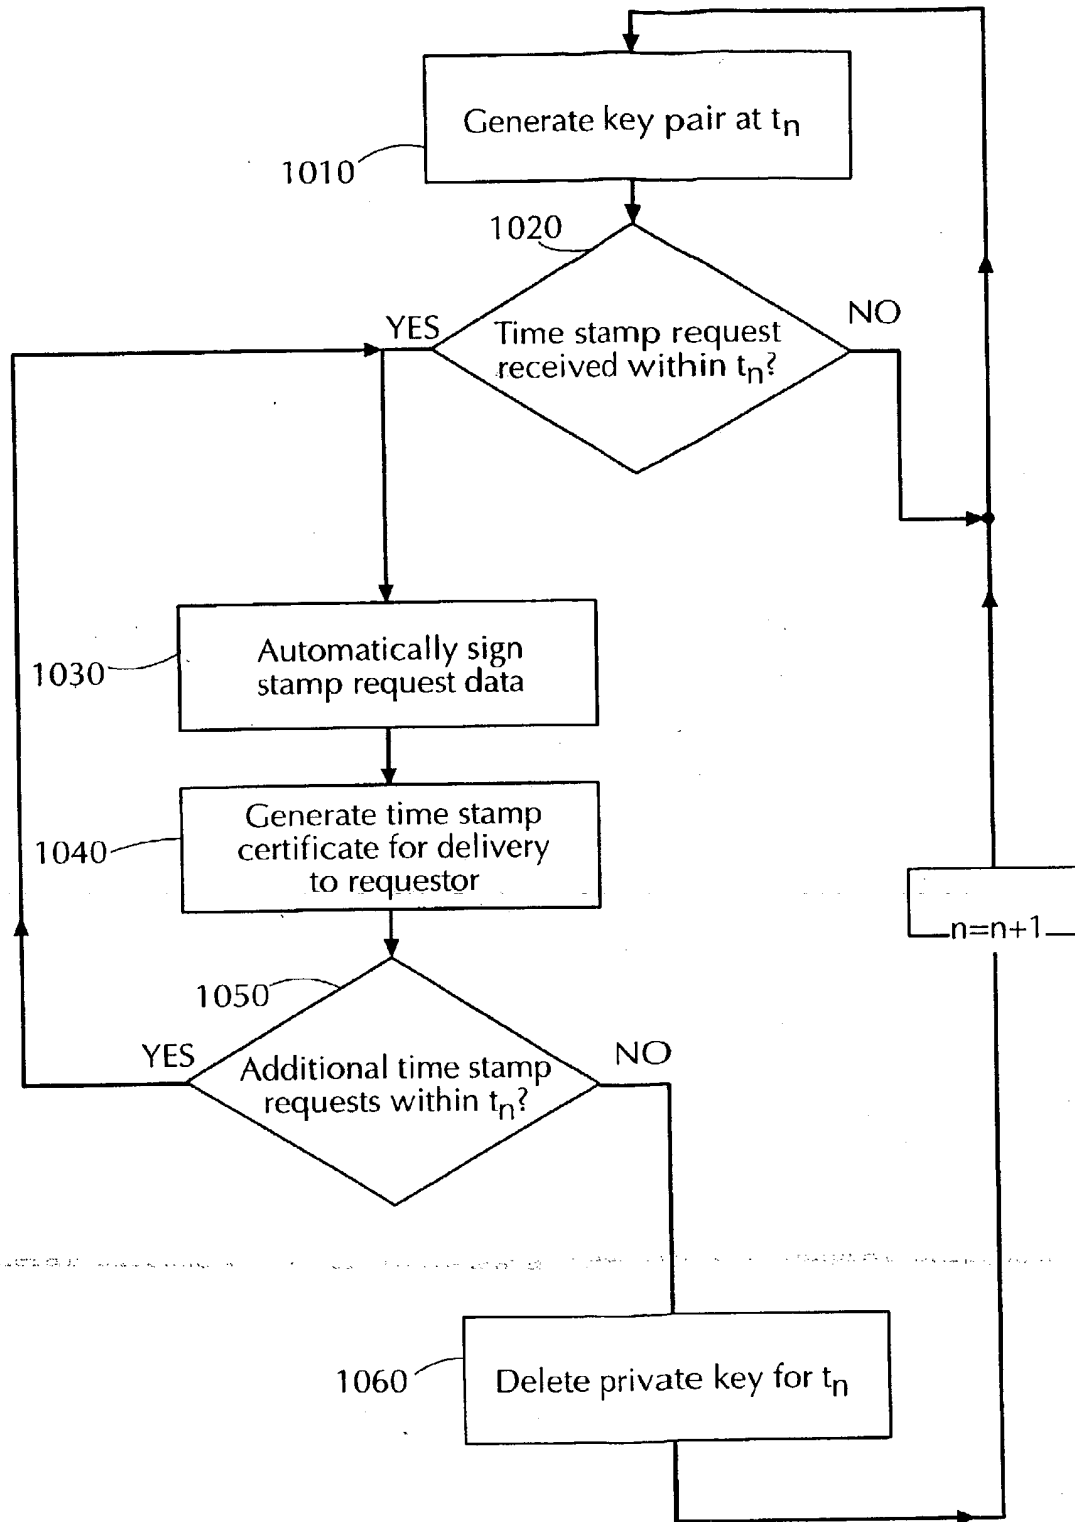 Generate key pair at tn
1010
1020
YES
NO
Time stamp request
received within tn?
Automatically sign
stamp request data
1030
Generate time stamp
certificate for delivery
to requestor
1040
n=n+1
1050
YES
NO
Additional time stamp
requests within tn?
1060
Delete private key for tn